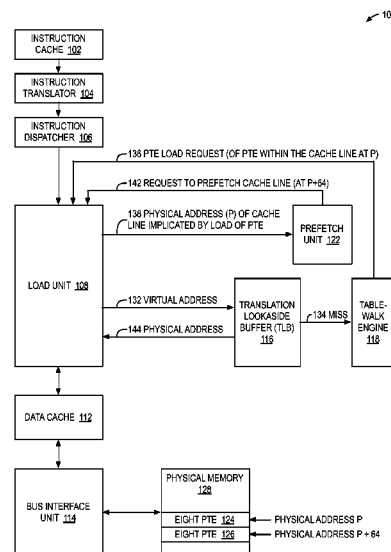 10
INSTRUCTION
CACHE 102
INSTRUCTION
TRANSLATOR 104
INSTRUCTION
DISPATCHER 106
136 PTE LOAD REQUEST (OF PTE WITHIN THE CACHE LINE AT P)
142 REQUEST TO PREFETCH CACHE LINE (AT P+64)
138 PHYSICAL ADDRESS (P) OF CACHE
LINE IMPLICATED BY LOAD OF PTE
PREFETCH
UNIT 122
LOAD UNIT 108
132 VIRTUAL ADDRESS
144 PHYSICAL ADDRESS
TRANSLATION
LOOKASIDE
BUFFER (TLB)
116
134 MISS
TABLE-
WALK
ENGINE
118
DATA CACHE 112
BUS INTERFACE
UNIT 114
PHYSICAL MEMORY
128
EIGHT PTE 124
PHYSICAL ADDRESS P
EIGHT PTE 126
PHYSICAL ADDRESS P + 64